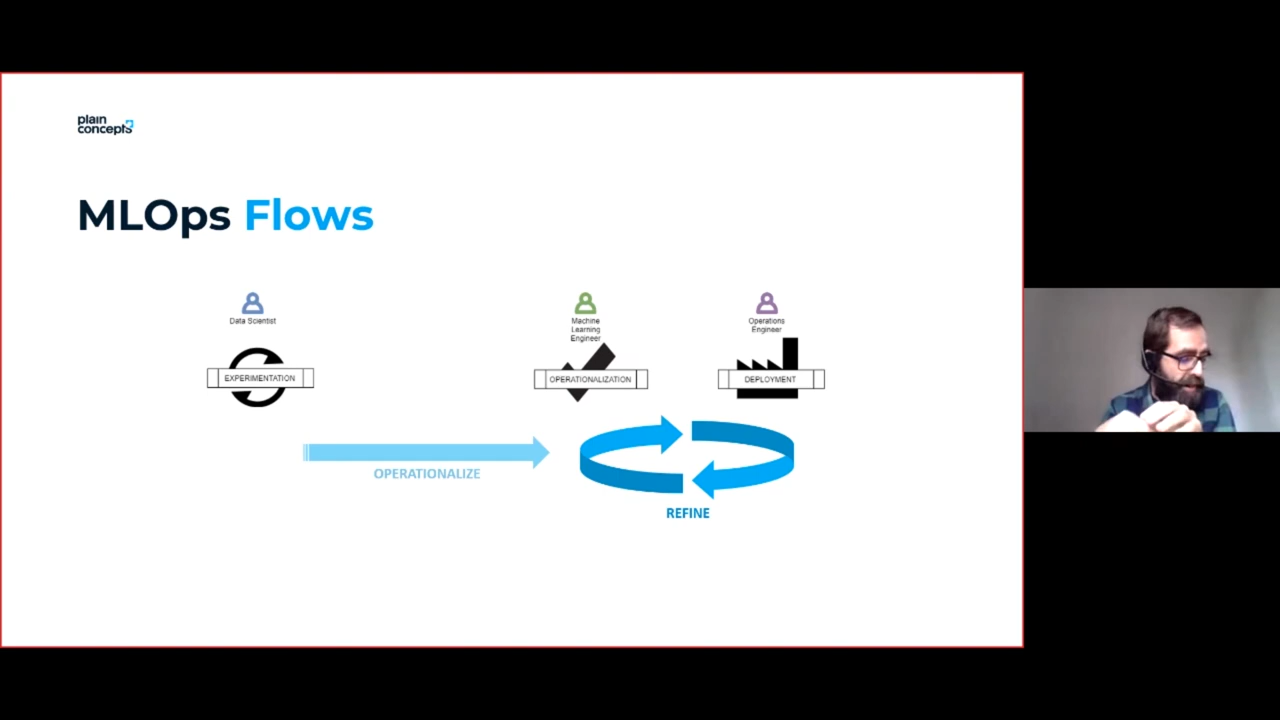 plain
concepts
MLOps Flows
Data Scientist
Machine
Learning
Engineer
Operations
Engineer
EXPERIMENTATION
OPERATIONALIZATION
DEPLOYMENT
OPERATIONALIZE
REFINE